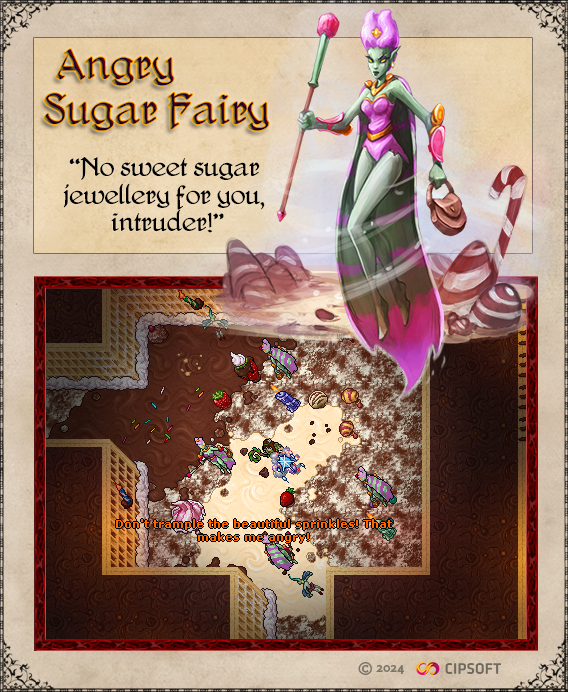 Angry
Sugar Fairy
“No sweet sugar
jewellery for you,
intruder!”
Don't trample the beautiful sprinkles! That
makes me angry!
© 2024 CIPSOFT